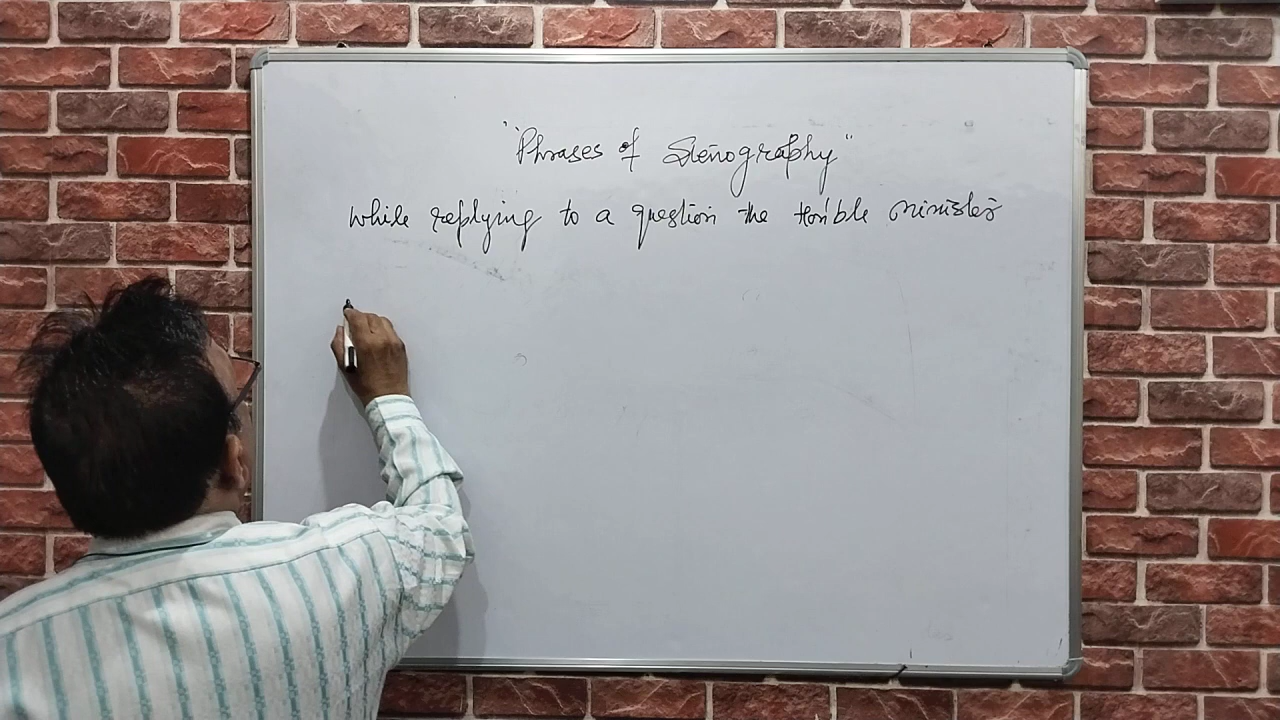 "Phrases of Stenography"
while replying to a question the Hon'ble minister